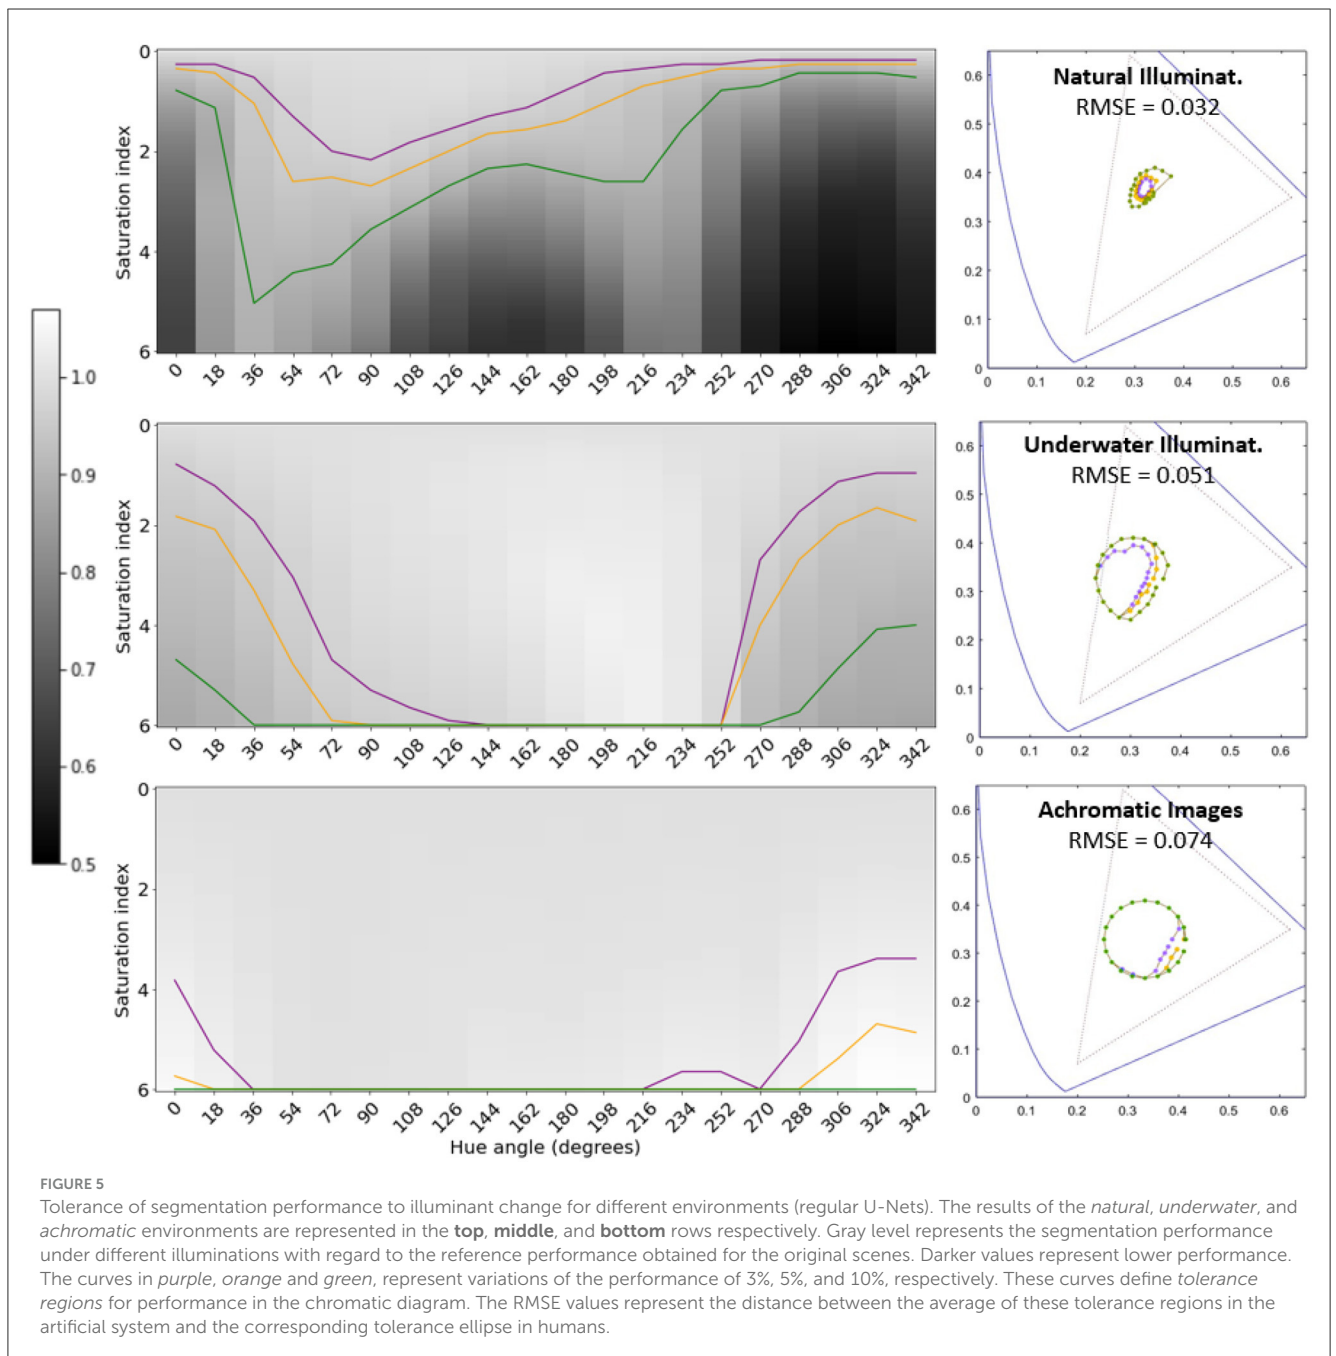 0
2
4
6
Saturation index
0 18 36 54 72 90 108 126 144 162 180 198 216 234 252 270 288 306 324 342
Natural Illuminat.
RMSE = 0.032
0.6
0.5
0.4
0.3
0.2
0.1
0
0 0.1 0.2 0.3 0.4 0.5 0.6
1.0
0.9
0.8
0.7
0.6
0.5
0
2
4
6
Saturation index
0 18 36 54 72 90 108 126 144 162 180 198 216 234 252 270 288 306 324 342
Underwater Illuminat.
RMSE = 0.051
0.6
0.5
0.4
0.3
0.2
0.1
0
0 0.1 0.2 0.3 0.4 0.5 0.6
0
2
4
6
Saturation index
0 18 36 54 72 90 108 126 144 162 180 198 216 234 252 270 288 306 324 342
Hue angle (degrees)
Achromatic Images
RMSE = 0.074
0.6
0.5
0.4
0.3
0.2
0.1
0
0 0.1 0.2 0.3 0.4 0.5 0.6
FIGURE 5
Tolerance of segmentation performance to illuminant change for different environments (regular U-Nets). The results of the natural, underwater, and
achromatic environments are represented in the top, middle, and bottom rows respectively. Gray level represents the segmentation performance
under different illuminations with regard to the reference performance obtained for the original scenes. Darker values represent lower performance.
The curves in purple, orange and green, represent variations of the performance of 3%, 5%, and 10%, respectively. These curves define tolerance
regions for performance in the chromatic diagram. The RMSE values represent the distance between the average of these tolerance regions in the
artificial system and the corresponding tolerance ellipse in humans.